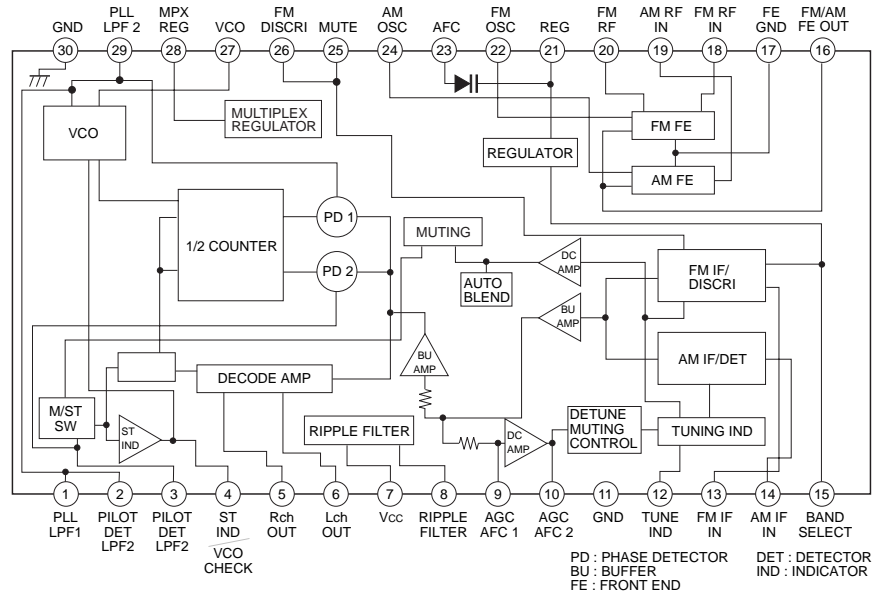 GND
PLL
LPF 2
MPX
REG
VCO
FM
DISCRI
MUTE
AM
OSC
AFC
FM
OSC
REG
FM
RF
AM RF
IN
FM RF
IN
FE
GND
FM/AM
FE OUT
30
29
28
27
26
25
24
23
22
21
20
19
18
17
16
VCO
MULTIPLEX
REGULATOR
REGULATOR
FM FE
AM FE
1/2 COUNTER
PD 1
PD 2
MUTING
AUTO
BLEND
DC
AMP
BU
AMP
FM IF/
DISCRI
AM IF/DET
BU
AMP
DECODE AMP
M/ST
SW
ST
IND
RIPPLE FILTER
DC
AMP
DETUNE
MUTING
CONTROL
TUNING IND
1
2
3
4
5
6
7
8
9
10
11
12
13
14
15
PLL
LPF1
PILOT
DET
LPF2
PILOT
DET
LPF2
ST
IND
VCO
CHECK
Rch
OUT
Lch
OUT
Vcc
RIPPLE
FILTER
AGC
AFC 1
AGC
AFC 2
GND
TUNE
IND
FM IF
IN
AM IF
IN
BAND
SELECT
PD : PHASE DETECTOR
BU : BUFFER
FE : FRONT END
DET : DETECTOR
IND : INDICATOR